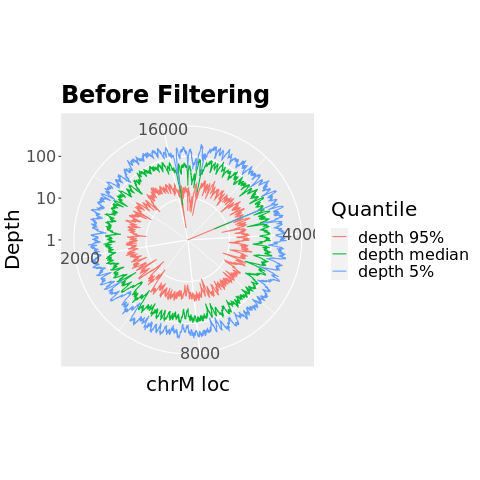 Before Filtering
16000
100
10
1
Depth
4000
2000
8000
chrM loc
Quantile
depth 95%
depth median
depth 5%